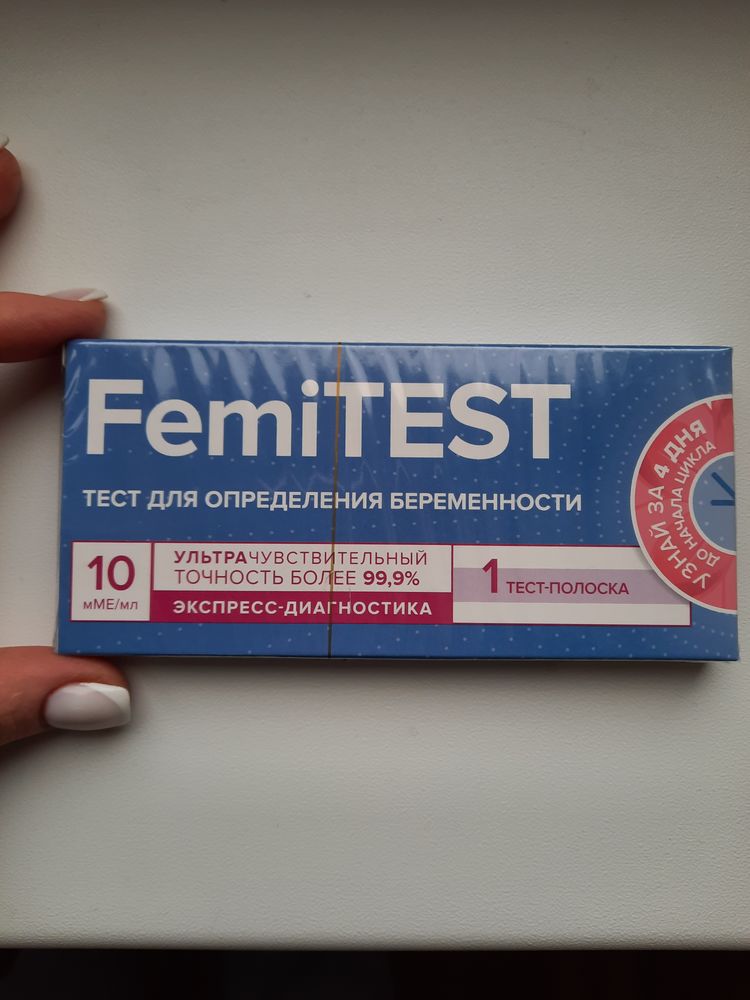 FemiTEST
ТЕСТ ДЛЯ ОПРЕДЕЛЕНИЯ БЕРЕМЕННОСТИ
10
мМЕ/мл
УЛЬТРАЧУВСТВИТЕЛЬНЫЙ
ТОЧНОСТЬ БОЛЕЕ 99,9%
ЭКСПРЕСС-ДИАГНОСТИКА
1 ТЕСТ-ПОЛОСКА
УЗНАЙ ЗА 4 ДНЯ
ДО НАЧАЛА ЦИКЛА